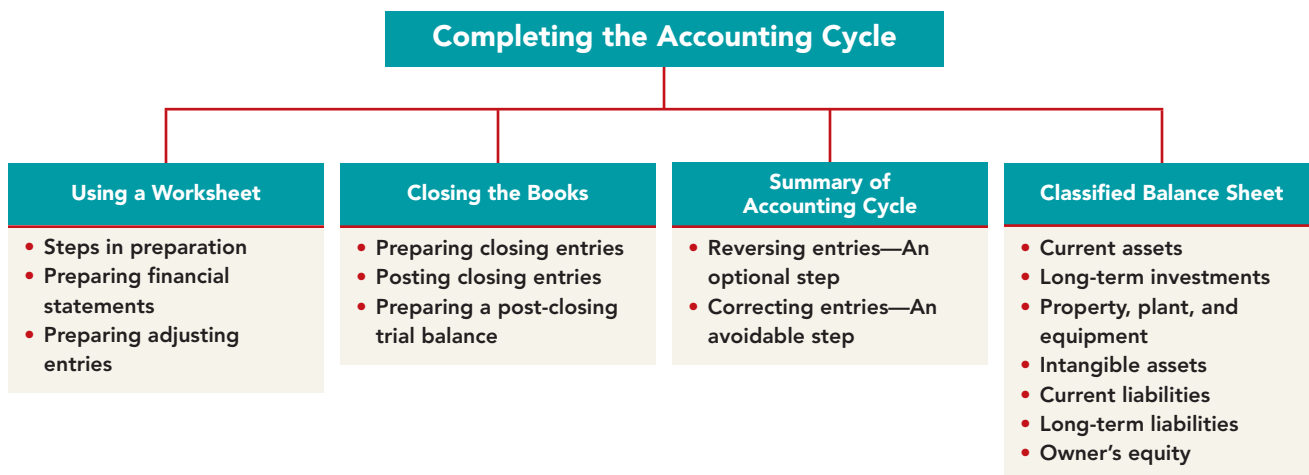 Completing the Accounting Cycle
Using a Worksheet
• Steps in preparation
• Preparing financial
statements
• Preparing adjusting
entries
Closing the Books
• Preparing closing entries
• Posting closing entries
• Preparing a post-closing
trial balance
Summary of
Accounting Cycle
• Reversing entries—An
optional step
• Correcting entries—An
avoidable step
Classified Balance Sheet
• Current assets
• Long-term investments
• Property, plant, and
equipment
• Intangible assets
• Current liabilities
• Long-term liabilities
• Owner's equity